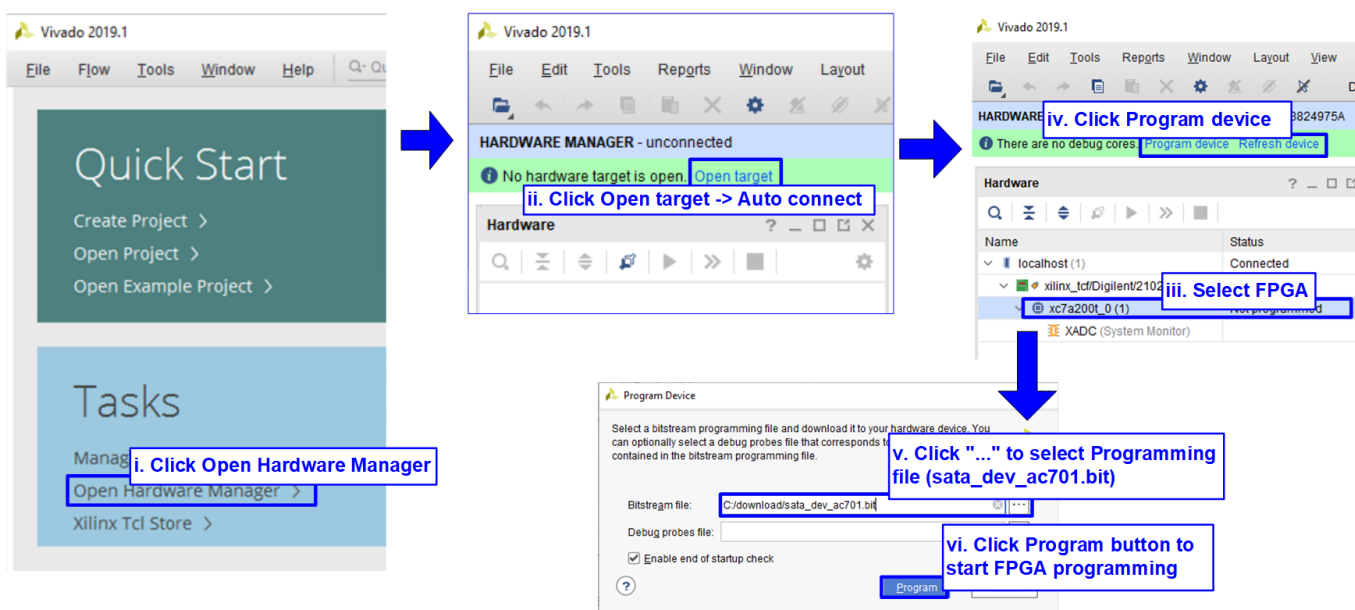 Vivado 2019.1
File Flow Tools Window Help
Quick Start
Create Project >
Open Project >
Open Example Project >
Tasks
Manag
i. Click Open Hardware Manager
Open Hardware Manager >
Xilinx Tcl Store >
Vivado 2019.1
File Edit Tools Reports Window Layout
HARDWARE MANAGER - unconnected
No hardware target is open. Open target
ii. Click Open target -> Auto connect
Hardware
Vivado 2019.1
File Edit Tools Reports Window Layout View
HARDWARE
iv. Click Program device
3824975A
There are no debug cores. Program device Refresh device
Hardware
Name Status
localhost (1) Connected
xilinx_tcf/Digilent/2102
iii. Select FPGA
xc7a200t_0 (1) Not programmed
XADC (System Monitor)
Program Device
Select a bitstream programming file and download it to your hardware device. You
can optionally select a debug probes file that corresponds to
contained in the bitstream programming file.
v. Click "..." to select Programming
file (sata_dev_ac701.bit)
Bitstream file: C:/download/sata_dev_ac701.bit ...
Debug probes file:
Enable end of startup check
vi. Click Program button to
start FPGA programming
? Program